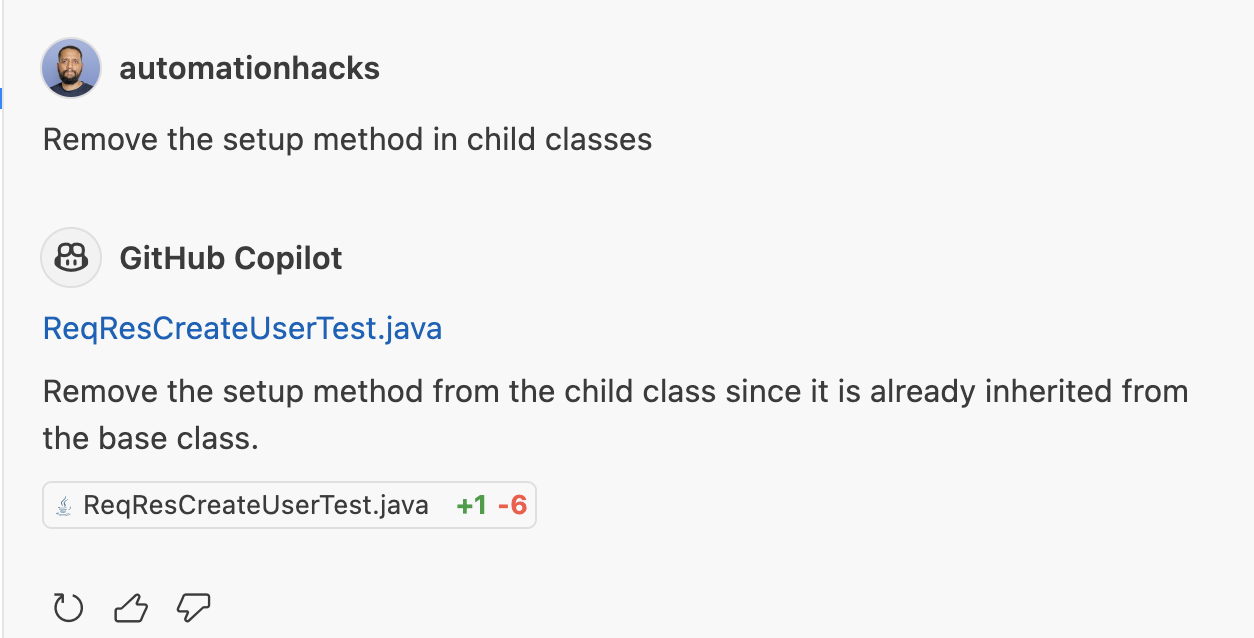 automationhacks
Remove the setup method in child classes
GitHub Copilot
ReqResCreateUserTest.java
Remove the setup method from the child class since it is already inherited from
the base class.
ReqResCreateUserTest.java +1 -6